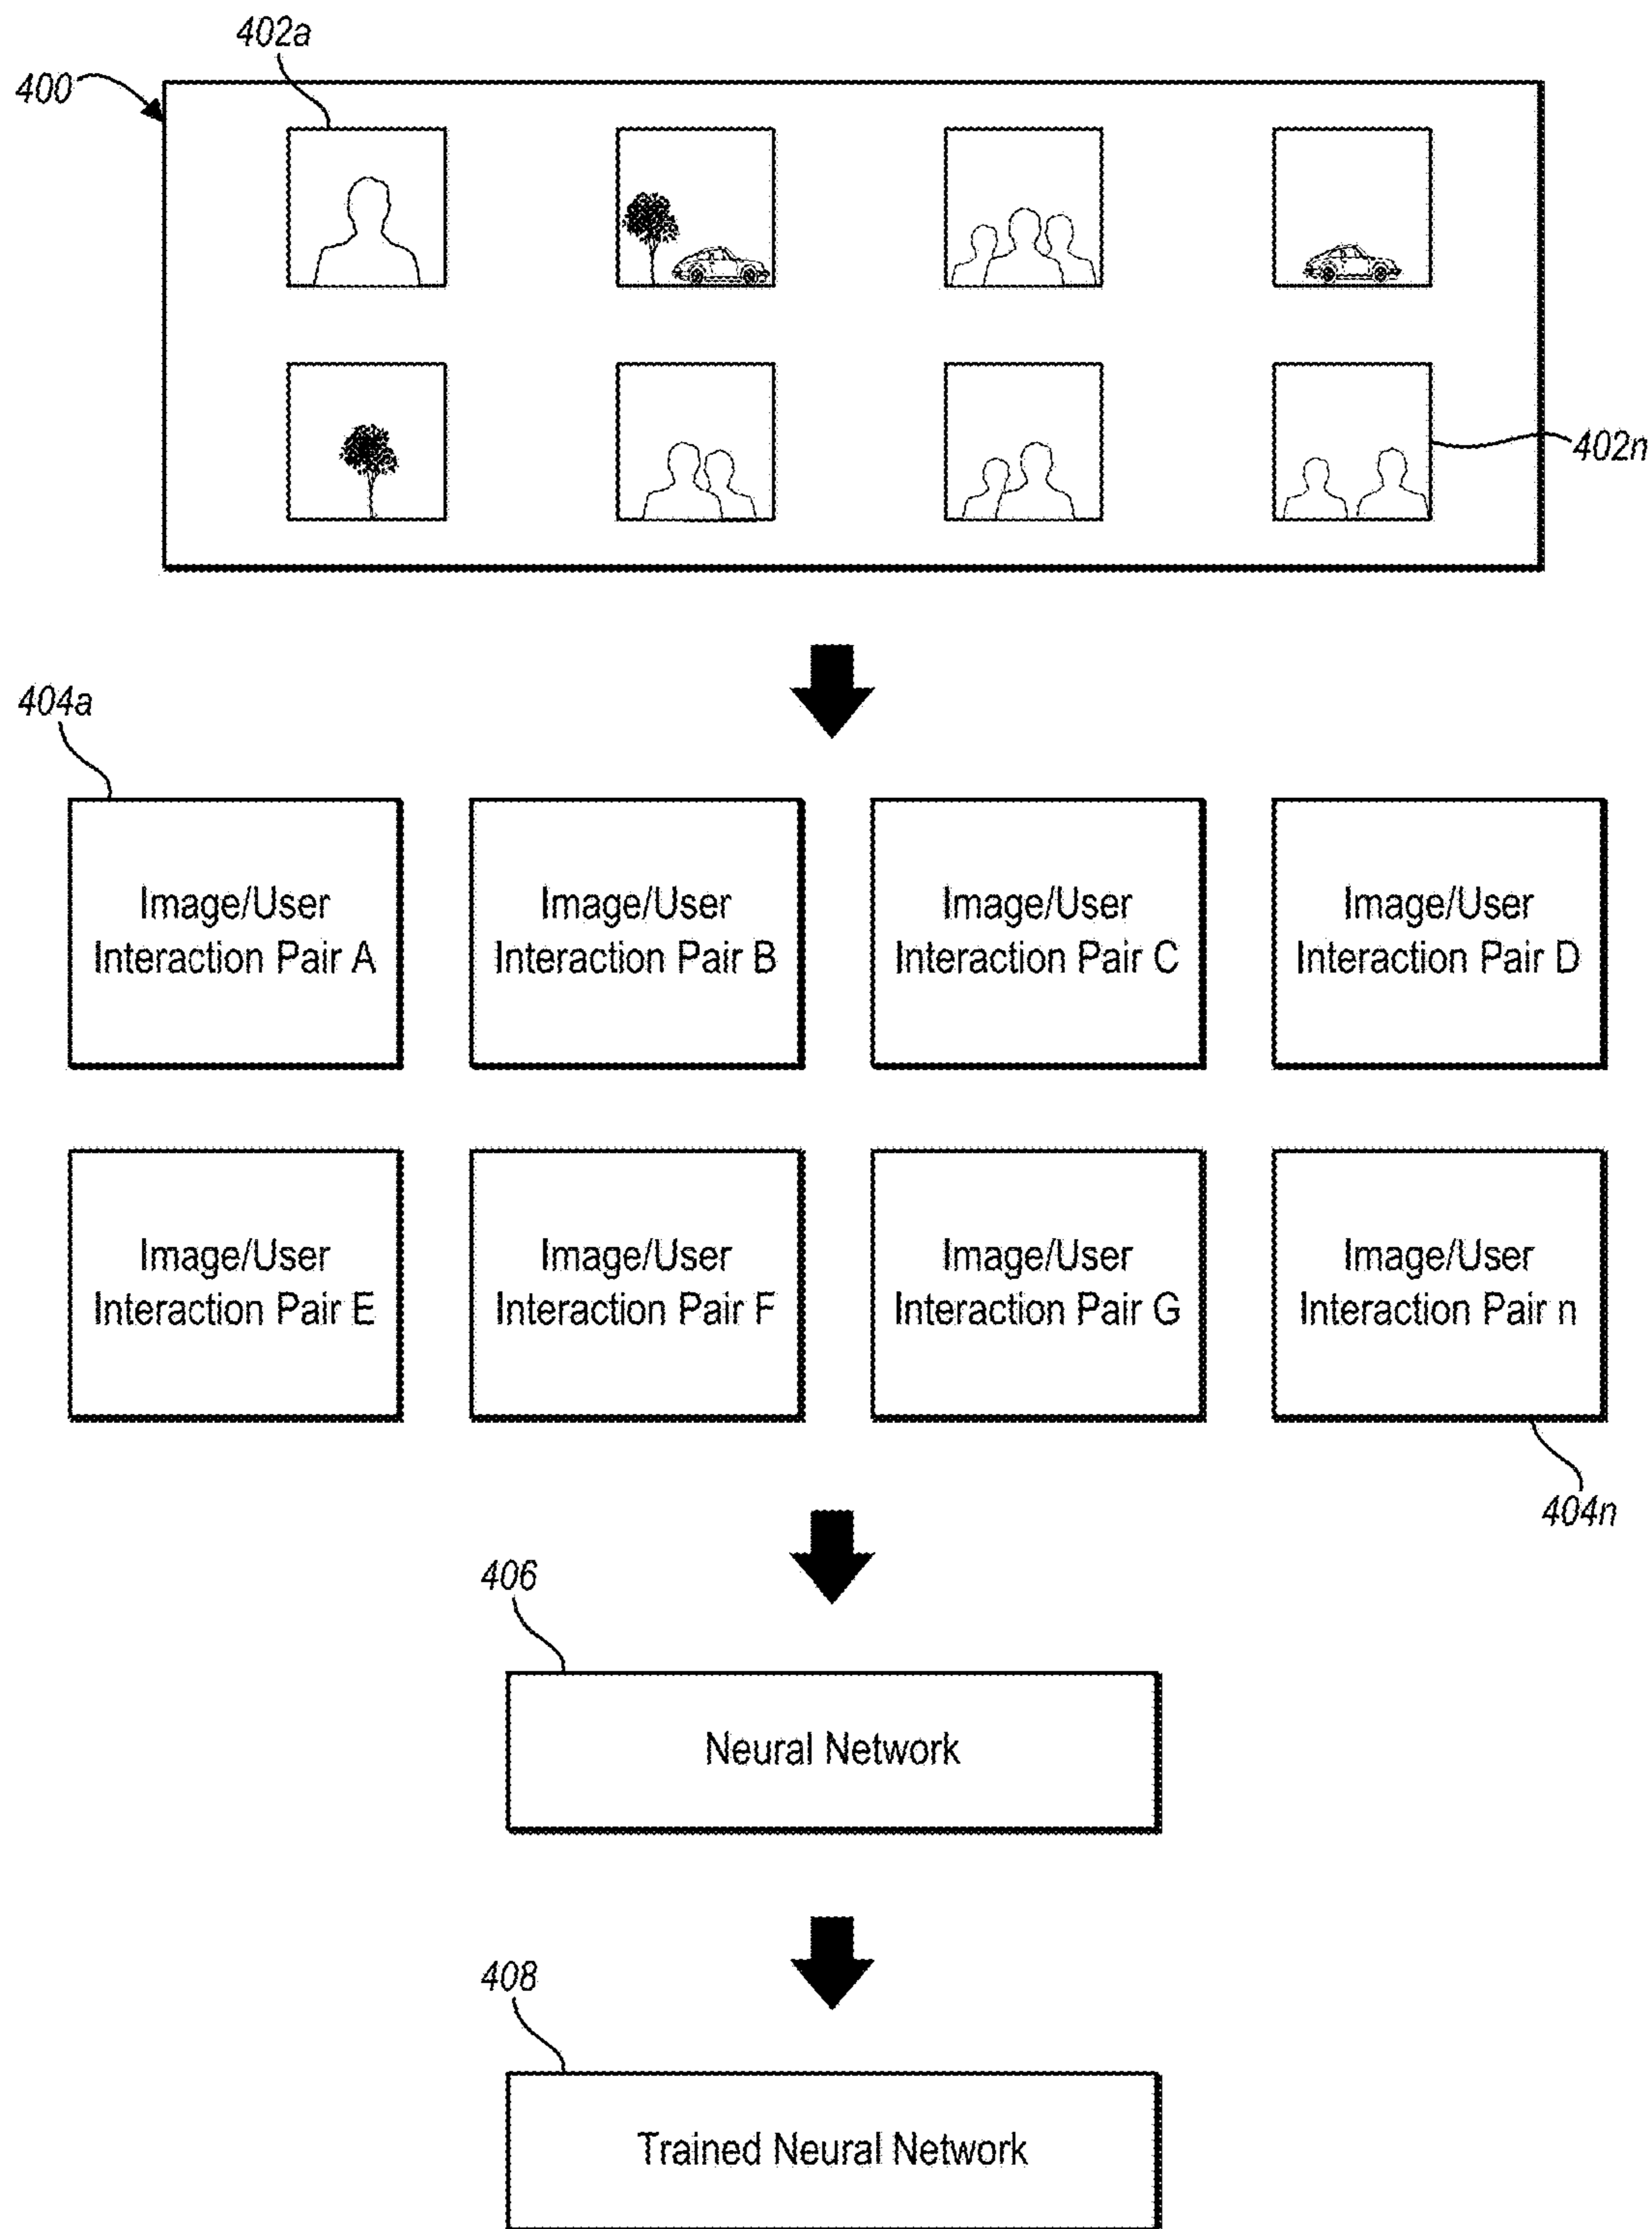 402a
400
402n
404a
Image/User
Interaction Pair A
Image/User
Interaction Pair B
Image/User
Interaction Pair C
Image/User
Interaction Pair D
Image/User
Interaction Pair E
Image/User
Interaction Pair F
Image/User
Interaction Pair G
Image/User
Interaction Pair n
404n
406
Neural Network
408
Trained Neural Network